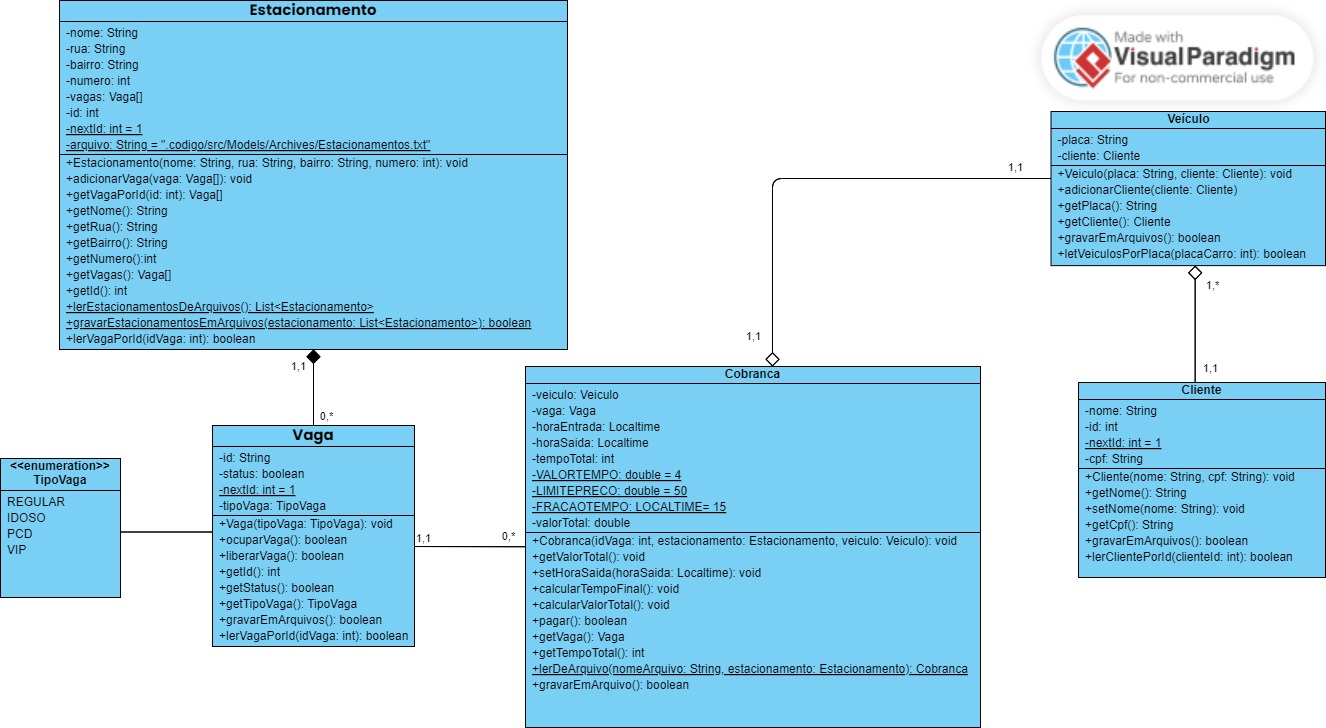 Estacionamento
-nome: String
-rua: String
-bairro: String
-numero: int
-vagas: Vaga[]
-id: int
-nextId: int = 1
-arquivo: String = ".codigo/src/Models/Archives/Estacionamentos.txt"
+Estacionamento(nome: String, rua: String, bairro: String, numero: int): void
+adicionarVaga(vaga: Vaga[]): void
+getVagaPorId(id: int): Vaga[]
+getNome(): String
+getRua(): String
+getBairro(): String
+getNumero():int
+getVagas(): Vaga[]
+getId(): int
+lerEstacionamentosDeArquivos(): List<Estacionamento>
+gravarEstacionamentosEmArquivos(estacionamento: List<Estacionamento>): boolean
+lerVagaPorId(idVaga: int): boolean
Made with
Visual Paradigm
For non-commercial use
Veículo
-placa: String
-cliente: Cliente
+Veiculo(placa: String, cliente: Cliente): void
+adicionarCliente(cliente: Cliente)
+getPlaca(): String
+getCliente(): Cliente
+gravarEmArquivos(): boolean
+letVeiculosPorPlaca(placaCarro: int): boolean
1,1
1,*
1,1
1,1
1,1
0,*
<<enumeration>>
TipoVaga
REGULAR
IDOSO
PCD
VIP
Vaga
-id: String
-status: boolean
-nextId: int = 1
-tipoVaga: TipoVaga
+Vaga(tipoVaga: TipoVaga): void
+ocuparVaga(): boolean
+liberarVaga(): boolean
+getId(): int
+getStatus(): boolean
+getTipoVaga(): TipoVaga
+gravarEmArquivos(): boolean
+lerVagaPorId(idVaga: int): boolean
1,1
0,*
Cobranca
-veiculo: Veiculo
-vaga: Vaga
-horaEntrada: Localtime
-horaSaida: Localtime
-tempoTotal: int
-VALORTEMPO: double = 4
-LIMITEPRECO: double = 50
-FRACAOTEMPO: LOCALTIME= 15
-valorTotal: double
+Cobranca(idVaga: int, estacionamento: Estacionamento, veiculo: Veiculo): void
+getValorTotal(): void
+setHoraSaida(horaSaida: Localtime): void
+calcularTempoFinal(): void
+calcularValorTotal(): void
+pagar(): boolean
+getVaga(): Vaga
+getTempoTotal(): int
+lerDeArquivo(nomeArquivo: String, estacionamento: Estacionamento): Cobranca
+gravarEmArquivo(): boolean
Cliente
-nome: String
-id: int
-nextId: int = 1
-cpf: String
+Cliente(nome: String, cpf: String): void
+getNome(): String
+setNome(nome: String): void
+getCpf(): String
+gravarEmArquivos(): boolean
+lerClientePorId(clienteId: int): boolean